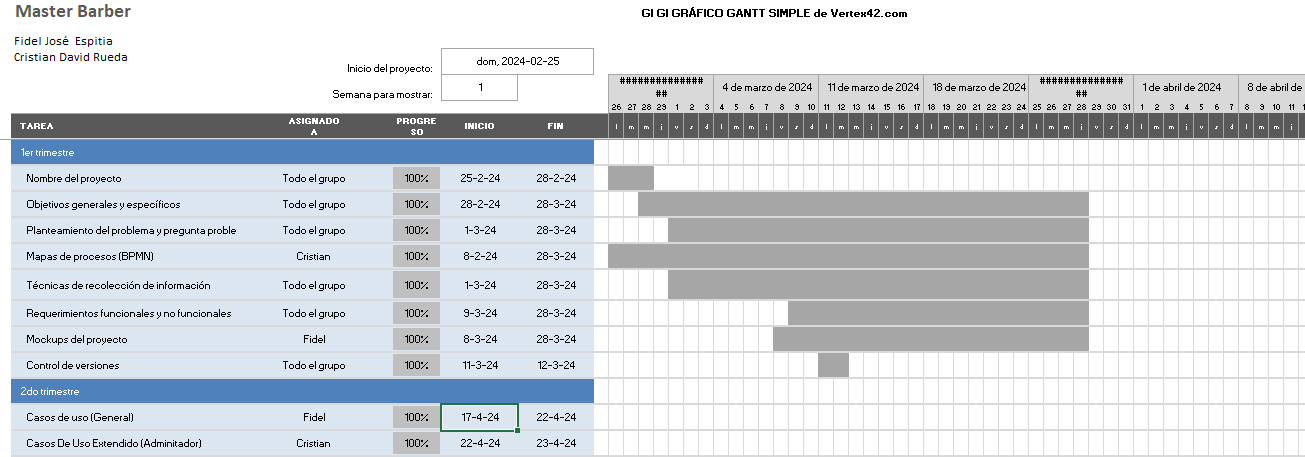 Master Barber
GI GI GRÁFICO GANTT SIMPLE de Vertex42.com
Fidel José Espitia
Cristian David Rueda
Inicio del proyecto: dom, 2024-02-25
Semana para mostrar: 1
################ 4 de marzo de 2024 11 de marzo de 2024 18 de marzo de 2024 ################ 1 de abril de 2024 8 de abril
26 27 28 29 1 2 3 4 5 6 7 8 9 10 11 12 13 14 15 16 17 18 19 20 21 22 23 24 25 26 27 28 29 30 31 1 2 3 4 5 6 7 8 9 10 11 1
TAREA ASIGNADO A PROGRESO INICIO FIN l m m j v s d l m m j v s d l m m j v s d l m m j v s d l m m j v s d l m m j v s d l m m j
1er trimestre
Nombre del proyecto Todo el grupo 100% 25-2-24 28-2-24
Objetivos generales y específicos Todo el grupo 100% 28-2-24 28-3-24
Planteamiento del problema y pregunta proble Todo el grupo 100% 1-3-24 28-3-24
Mapas de procesos (BPMN) Cristian 100% 8-2-24 28-3-24
Técnicas de recolección de información Todo el grupo 100% 1-3-24 28-3-24
Requerimientos funcionales y no funcionales Todo el grupo 100% 9-3-24 28-3-24
Mockups del proyecto Fidel 100% 8-3-24 28-3-24
Control de versiones Todo el grupo 100% 11-3-24 12-3-24
2do trimestre
Casos de uso (General) Fidel 100% 17-4-24 22-4-24
Casos De Uso Extendido (Adminitador) Cristian 100% 22-4-24 23-4-24